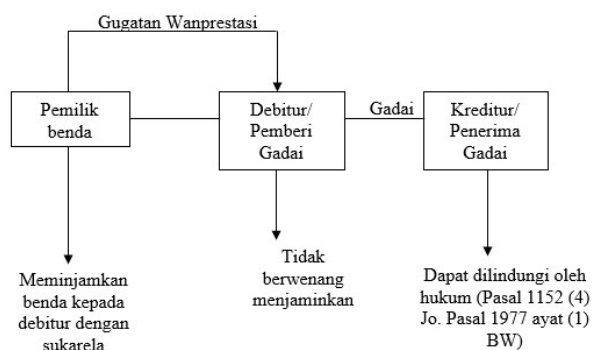 Gugatan Wanprestasi
Pemilik
benda
Debitur/
Pemberi
Gadai
Gadai
Kreditur/
Penerima
Gadai
Meminjamkan
benda kepada
debitur dengan
sukarela
Tidak
berwenang
menjaminkan
Dapat dilindungi oleh
hukum (Pasal 1152 (4)
Jo. Pasal 1977 ayat (1)
BW)